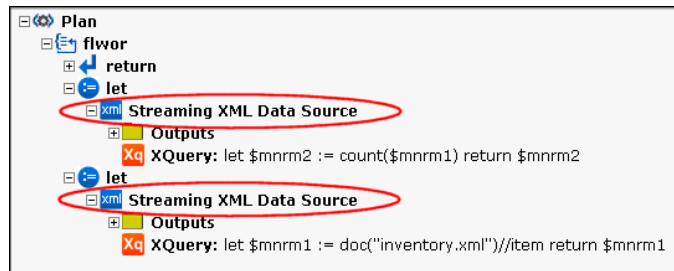 Plan
flwor
return
:= let
xml Streaming XML Data Source
Outputs
Xq XQuery: let $mnrm2 := count($mnrm1) return $mnrm2
:= let
xml Streaming XML Data Source
Outputs
Xq XQuery: let $mnrm1 := doc("inventory.xml")//item return $mnrm1